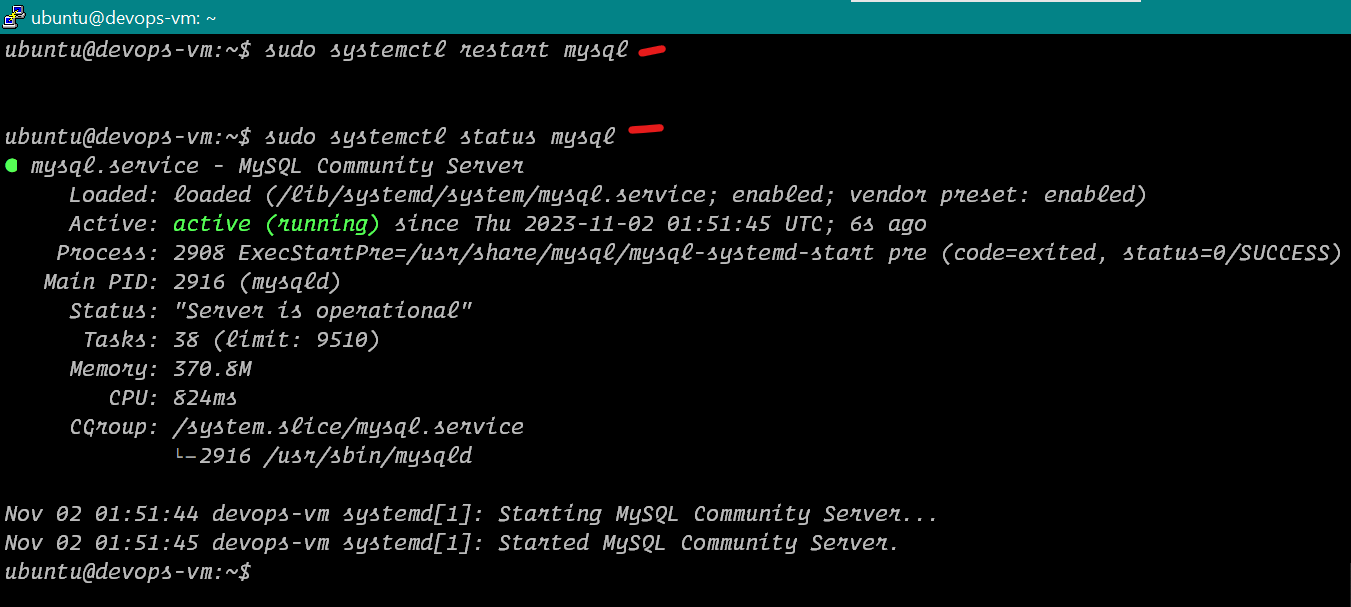 ubuntu@devops-vm: ~
ubuntu@devops-vm:~$ sudo systemctl restart mysql
ubuntu@devops-vm:~$ sudo systemctl status mysql
● mysql.service - MySQL Community Server
Loaded: loaded (/lib/systemd/system/mysql.service; enabled; vendor preset: enabled)
Active: active (running) since Thu 2023-11-02 01:51:45 UTC; 6s ago
Process: 2908 ExecStartPre=/usr/share/mysql/mysql-systemd-start pre (code=exited, status=0/SUCCESS)
Main PID: 2916 (mysqld)
Status: "Server is operational"
Tasks: 38 (limit: 9510)
Memory: 370.8M
CPU: 824ms
CGroup: /system.slice/mysql.service
└─2916 /usr/sbin/mysqld
Nov 02 01:51:44 devops-vm systemd[1]: Starting MySQL Community Server...
Nov 02 01:51:45 devops-vm systemd[1]: Started MySQL Community Server.
ubuntu@devops-vm:~$